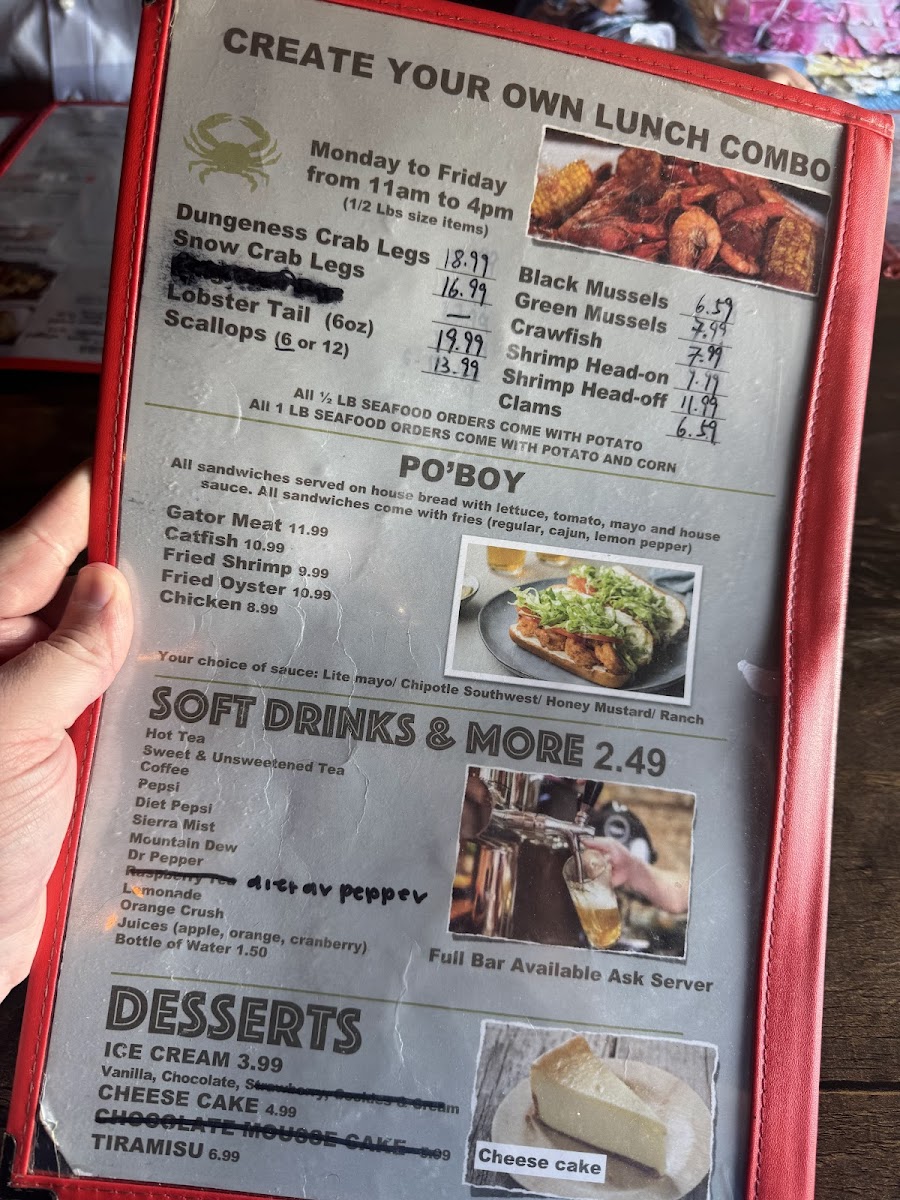 CREATE YOUR OWN LUNCH COMBO
Monday to Friday
from 11am to 4pm
(1/2 Lbs size items)
Dungeness Crab Legs 18.99
Snow Crab Legs 16.99
—
Lobster Tail (6oz) 19.99
Scallops (6 or 12) 13.99
Black Mussels 6.59
Green Mussels 7.99
Crawfish 7.99
Shrimp Head-on
Shrimp Head-off 11.99
Clams 6.59
All ½ LB SEAFOOD ORDERS COME WITH POTATO
All 1 LB SEAFOOD ORDERS COME WITH POTATO AND CORN
PO'BOY
All sandwiches served on house bread with lettuce, tomato, mayo and house
sauce. All sandwiches come with fries (regular, cajun, lemon pepper)
Gator Meat 11.99
Catfish 10.99
Fried Shrimp 9.99
Fried Oyster 10.99
Chicken 8.99
Your choice of sauce: Lite mayo/ Chipotle Southwest/ Honey Mustard/ Ranch
SOFT DRINKS & MORE 2.49
Hot Tea
Sweet & Unsweetened Tea
Coffee
Pepsi
Diet Pepsi
Sierra Mist
Mountain Dew
Dr Pepper
Raspberry Tea diet dr pepper
Lemonade
Orange Crush
Juices (apple, orange, cranberry)
Bottle of Water 1.50
Full Bar Available Ask Server
DESSERTS
ICE CREAM 3.99
Vanilla, Chocolate, Strawberry, Cookies & Cream
CHEESE CAKE 4.99
CHOCOLATE MOUSSE CAKE
TIRAMISU 6.99
Cheese cake